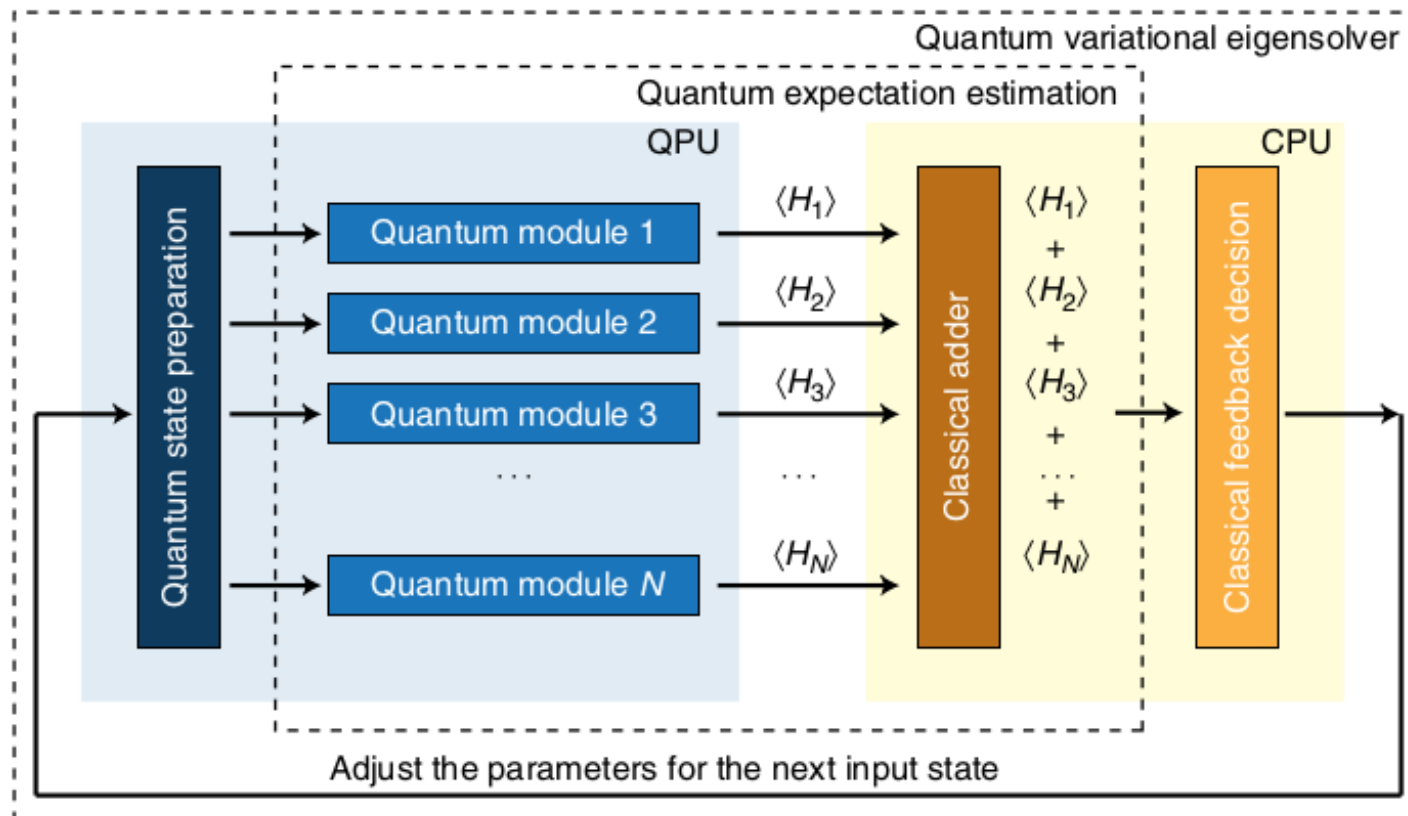 Quantum variational eigensolver
Quantum expectation estimation
QPU
CPU
Quantum state preparation
Quantum module 1
Quantum module 2
Quantum module 3
...
Quantum module N
⟨H₁⟩
⟨H₂⟩
⟨H₃⟩
...
⟨H_N⟩
Classical adder
⟨H₁⟩
+
⟨H₂⟩
+
⟨H₃⟩
+
...
+
⟨H_N⟩
Classical feedback decision
Adjust the parameters for the next input state